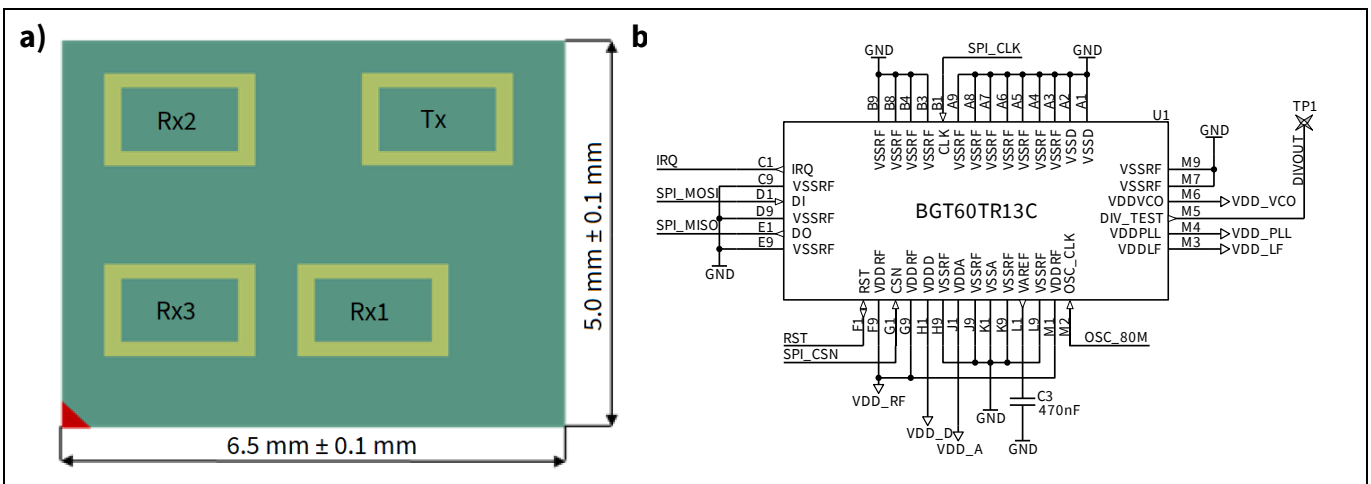 a)
Rx2
Tx
Rx3
Rx1
5.0 mm ± 0.1 mm
6.5 mm ± 0.1 mm
b
GND
SPI_CLK
GND
B9
B8
B4
B3
B1
A9
A8
A7
A6
A5
A4
A3
A2
A1
U1
VSSRF
VSSRF
VSSRF
VSSRF
CLK
VSSRF
VSSRF
VSSRF
VSSRF
VSSRF
VSSRF
VSSRF
VSSD
VSSD
IRQ C1 IRQ
C9 VSSRF
SPI_MOSI D1 DI
D9 VSSRF
SPI_MISO E1 DO
E9 VSSRF
GND
BGT60TR13C
TP1
DIVOUT
GND
VSSRF M9
VSSRF M7
VDDVCO M6 VDD_VCO
DIV_TEST M5
VDDPLL M4 VDD_PLL
VDDLF M3 VDD_LF
RST
VDDRF
CSN
VDDRF
VDDD
VSSRF
VDDA
VSSRF
VSSA
VSSRF
VAREF
VSSRF
VDDRF
OSC_CLK
F1
F9
G1
G9
H1
H9
J1
J9
K1
K9
L1
L9
M1
M2
RST
SPI_CSN
OSC_80M
VDD_RF
VDD_D
VDD_A
GND
C3
470nF
GND